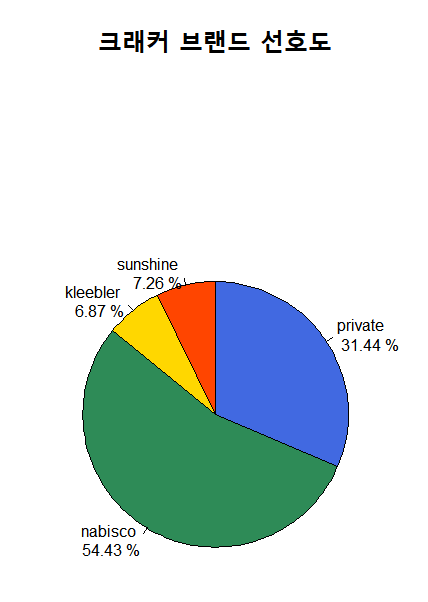 크래커 브랜드 선호도
sunshine
7.26 %
kleebler
6.87 %
private
31.44 %
nabisco
54.43 %